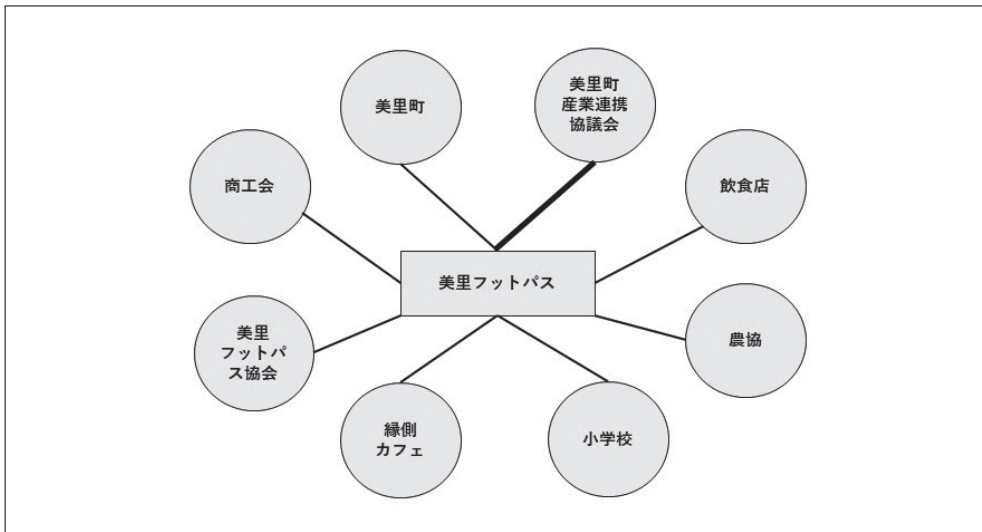 美里町
美里町
産業連携
協議会
商工会
飲食店
美里フットパス
美里
フットパ
ス協会
農協
縁側
カフェ
小学校